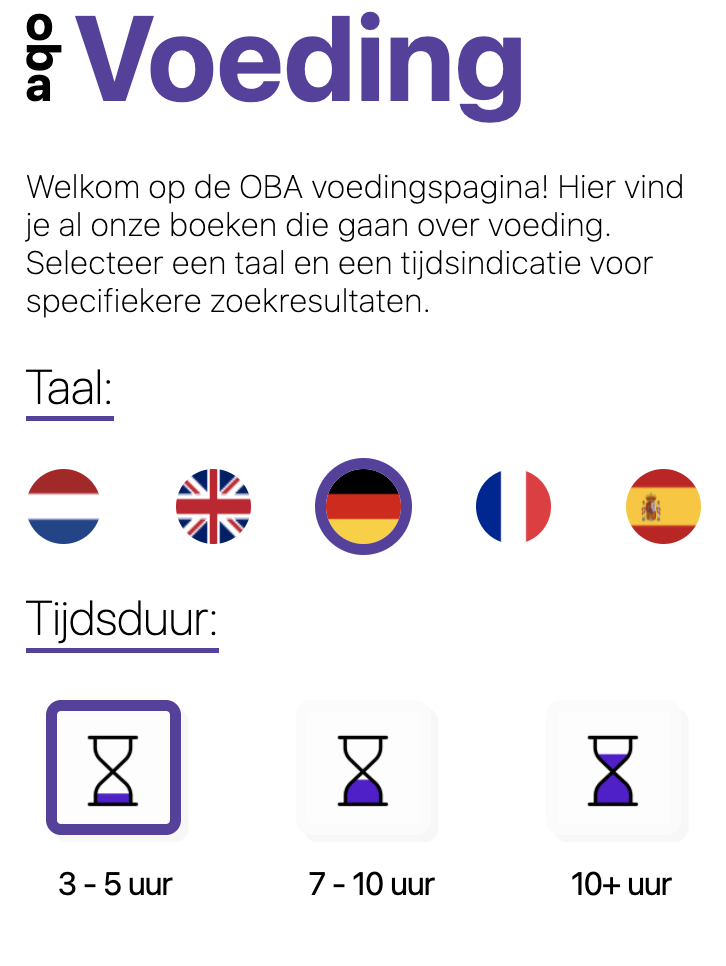 oba
Voeding
Welkom op de OBA voedingspagina! Hier vind
je al onze boeken die gaan over voeding.
Selecteer een taal en een tijdsindicatie voor
specifiekere zoekresultaten.
Taal:
Tijdsduur:
3 - 5 uur
7 - 10 uur
10+ uur